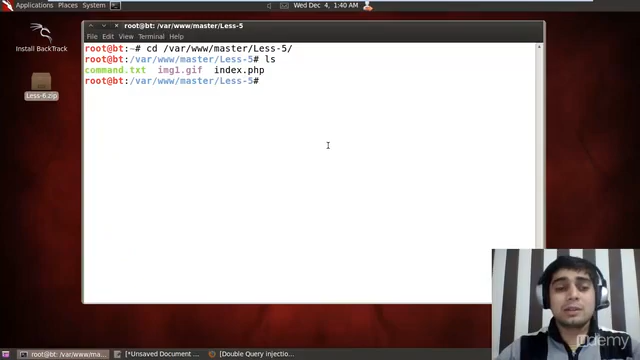 Applications Places System
Wed Dec 4, 1:40 AM
root@bt: /var/www/master/Less-5
File Edit View Terminal Help
root@bt:~# cd /var/www/master/Less-5/
root@bt:/var/www/master/Less-5# ls
command.txt img1.gif index.php
root@bt:/var/www/master/Less-5#
Install BackTrack
Less-6.zip
udemy
root@bt: /var/www/ma...
[*Unsaved Document ...
[Double Query injectio...